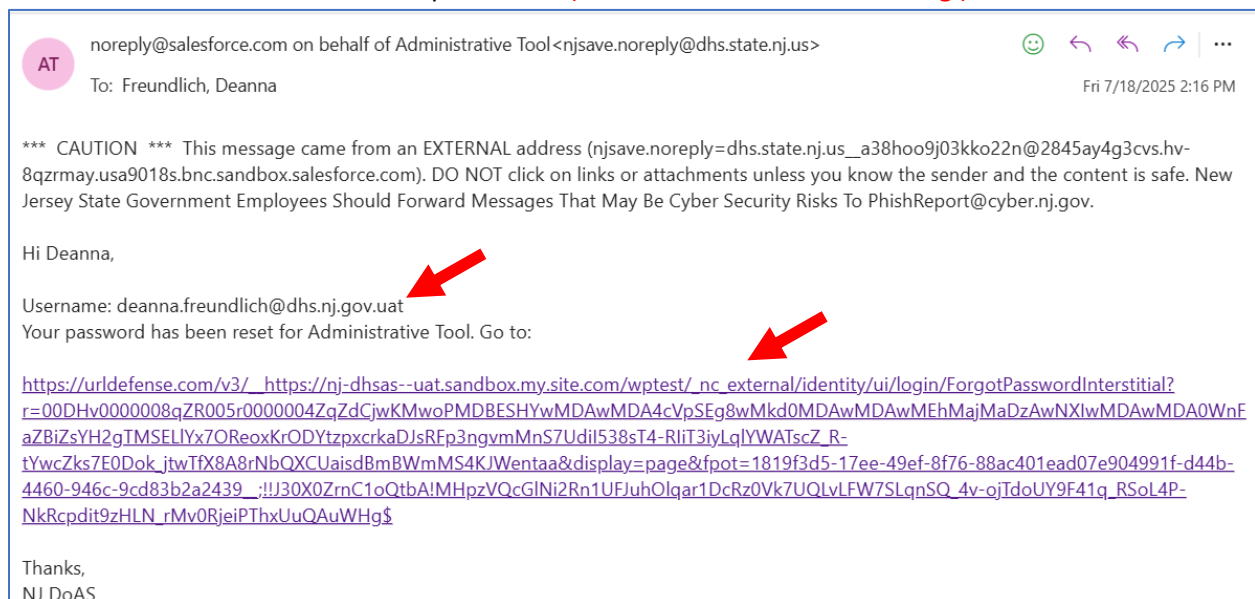 AT
noreply@salesforce.com on behalf of Administrative Tool<njsave.noreply@dhs.state.nj.us>
To: Freundlich, Deanna
Fri 7/18/2025 2:16 PM
*** CAUTION *** This message came from an EXTERNAL address (njsave.noreply=dhs.state.nj.us__a38hoo9j03kko22n@2845ay4g3cvs.hv-
8qzrmay.usa9018s.bnc.sandbox.salesforce.com). DO NOT click on links or attachments unless you know the sender and the content is safe. New
Jersey State Government Employees Should Forward Messages That May Be Cyber Security Risks To PhishReport@cyber.nj.gov.
Hi Deanna,
Username: deanna.freundlich@dhs.nj.gov.uat
Your password has been reset for Administrative Tool. Go to:
https://urldefense.com/v3/__https://nj-dhsas--uat.sandbox.my.site.com/wptest/_nc_external/identity/ui/login/ForgotPasswordInterstitial?
r=00DHv0000008qZR005r0000004ZqZdCjwKMwoPMDBESHYwMDAwMDA4cVpSEg8wMkd0MDAwMDAwMEhMajMaDzAwNXIwMDAwMDA0WnF
aZBiZsYH2gTMSELlYx7OReoxKrODYtzpxcrkaDJsRFp3ngvmMnS7UdiI538sT4-RIiT3iyLqlYWATscZ_R-
tYwcZks7E0Dok_jtwTfX8A8rNbQXCUaisdBmBWmMS4KJWentaa&display=page&fpot=1819f3d5-17ee-49ef-8f76-88ac401ead07e904991f-d44b-
4460-946c-9cd83b2a2439__;!!J30X0ZrnC1oQtbA!MHpzVQcGlNi2Rn1UFJuhOlqar1DcRz0Vk7UQLvLFW7SLqnSQ_4v-ojTdoUY9F41q_RSoL4P-
NkRcpdit9zHLN_rMv0RjeiPThxUuQAuWHg$
Thanks,
NJ DoAS